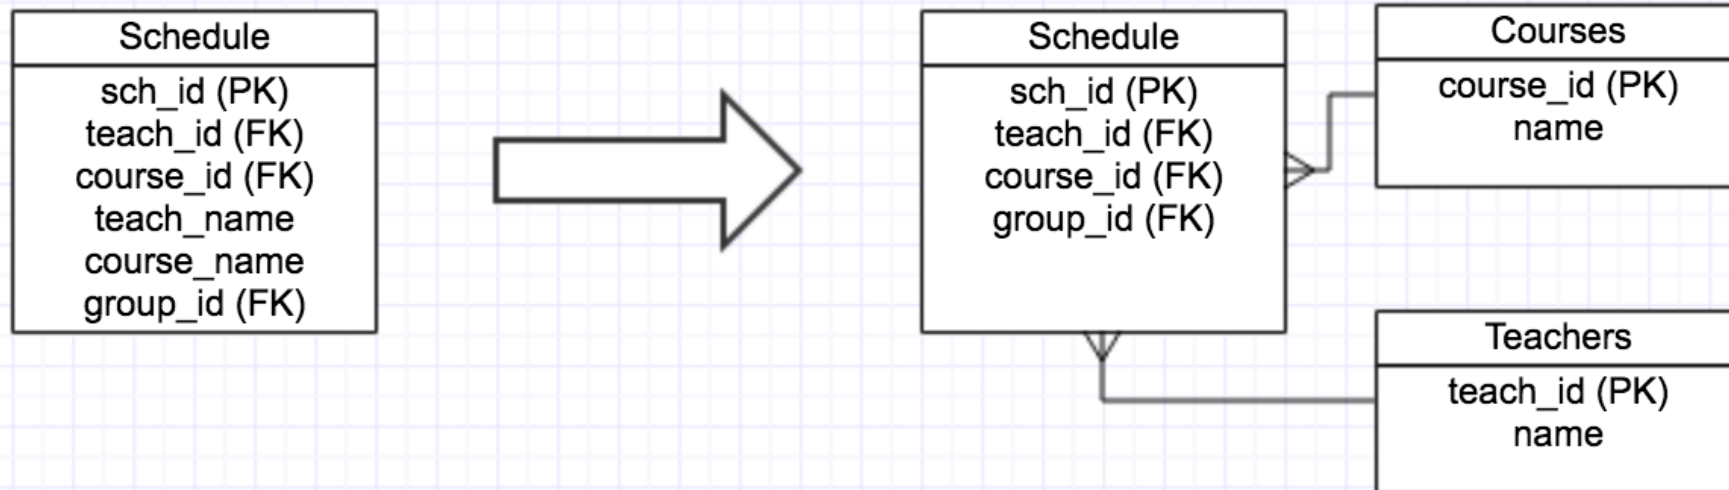 Schedule
sch_id (PK)
teach_id (FK)
course_id (FK)
teach_name
course_name
group_id (FK)
Schedule
sch_id (PK)
teach_id (FK)
course_id (FK)
group_id (FK)
Courses
course_id (PK)
name
Teachers
teach_id (PK)
name